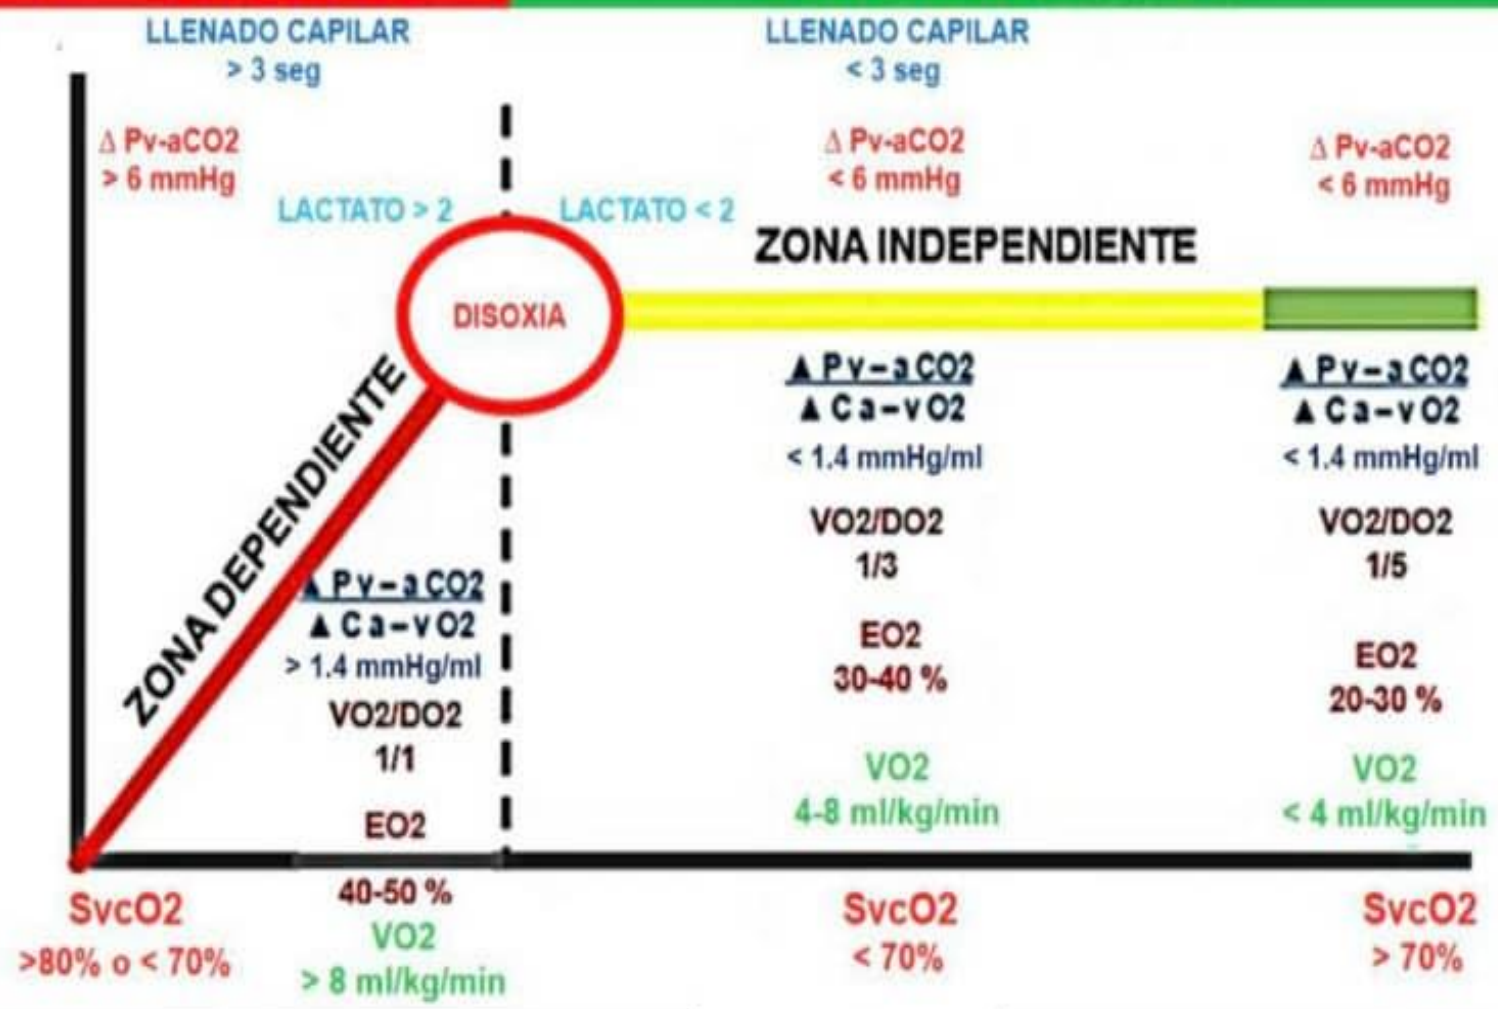 LLENADO CAPILAR
> 3 seg
LLENADO CAPILAR
< 3 seg
Δ Pv-aCO2
> 6 mmHg
Δ Pv-aCO2
< 6 mmHg
Δ Pv-aCO2
< 6 mmHg
LACTATO > 2
LACTATO < 2
ZONA INDEPENDIENTE
DISOXIA
ZONA DEPENDIENTE
▲ Pv-aCO2
▲ Ca-vO2
> 1.4 mmHg/ml
VO2/DO2
1/1
EO2
40-50 %
VO2
> 8 ml/kg/min
▲ Pv-aCO2
▲ Ca-vO2
< 1.4 mmHg/ml
VO2/DO2
1/3
EO2
30-40 %
VO2
4-8 ml/kg/min
▲ Pv-aCO2
▲ Ca-vO2
< 1.4 mmHg/ml
VO2/DO2
1/5
EO2
20-30 %
VO2
< 4 ml/kg/min
SvcO2
>80% o < 70%
SvcO2
< 70%
SvcO2
> 70%